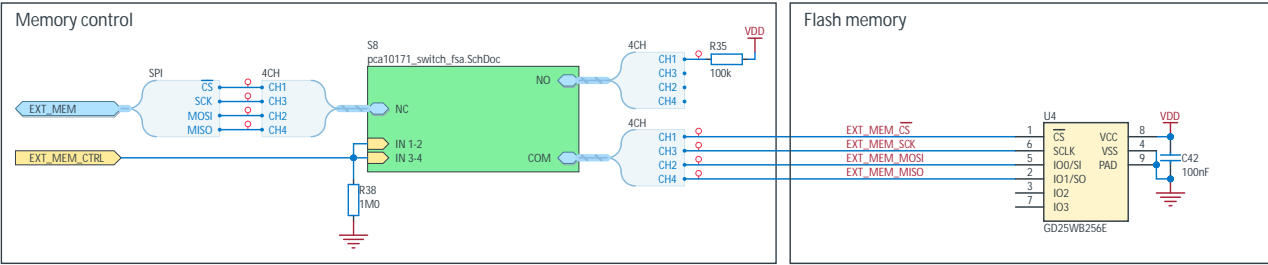 Memory control
Flash memory
SPI
4CH
CS
CH1
SCK
CH3
MOSI
CH2
MISO
CH4
EXT_MEM
EXT_MEM_CTRL
S8
pca10171_switch_fsa.SchDoc
NC
NO
IN 1-2
IN 3-4
COM
R38
1M0
4CH
CH1
CH3
CH2
CH4
R35
100k
VDD
4CH
CH1
CH3
CH2
CH4
EXT_MEM_CS
EXT_MEM_SCK
EXT_MEM_MOSI
EXT_MEM_MISO
U4
1 CS VCC 8
6 SCLK VSS 4
5 IO0/SI PAD 9
2 IO1/SO
3 IO2
7 IO3
GD25WB256E
VDD
C42
100nF